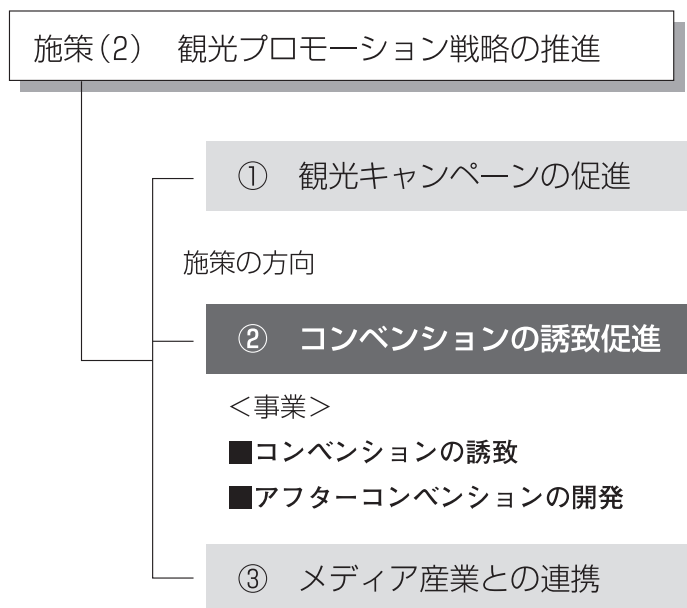 施策(2) 観光プロモーション戦略の推進
① 観光キャンペーンの促進
施策の方向
② コンベンションの誘致促進
＜事業＞
■コンベンションの誘致
■アフターコンベンションの開発
③ メディア産業との連携